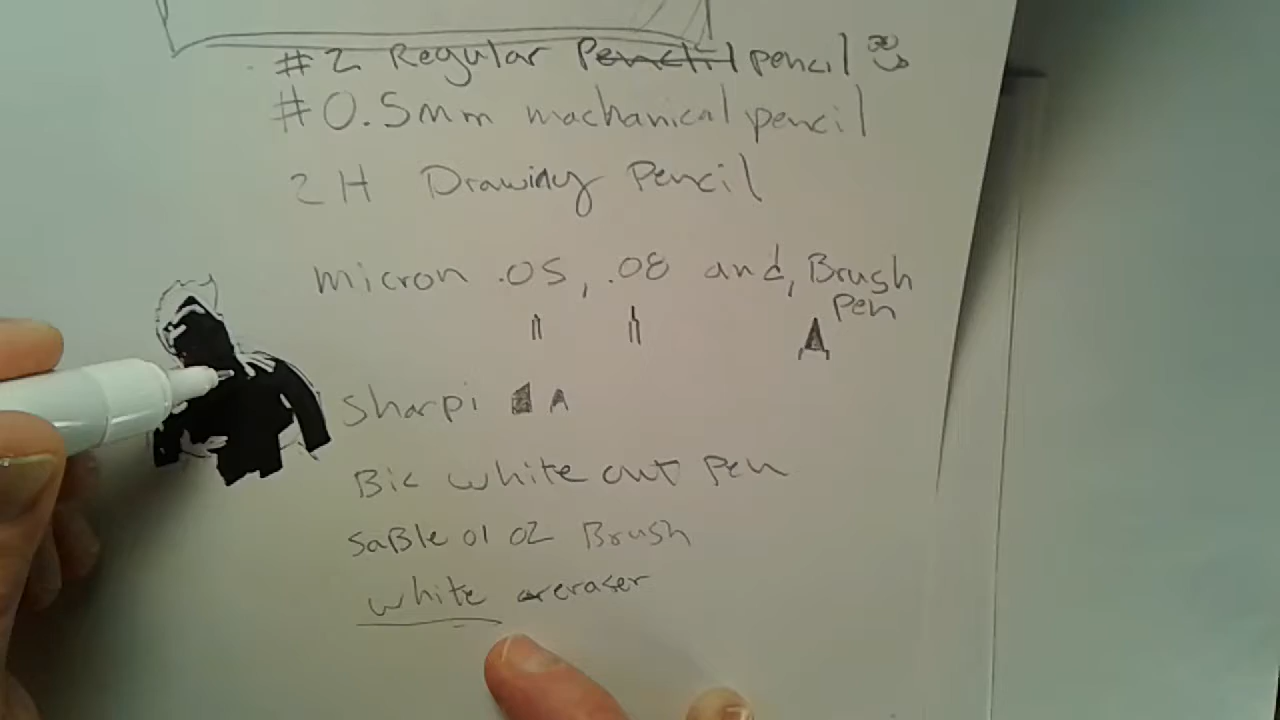 #2 Regular Pencil pencil
#0.5mm machanical pencil
2H Drawing Pencil
micron .05, .08 and, Brush
Pen
Sharpi
Bic white out Pen
SaBle 01 02 Brush
white eraser